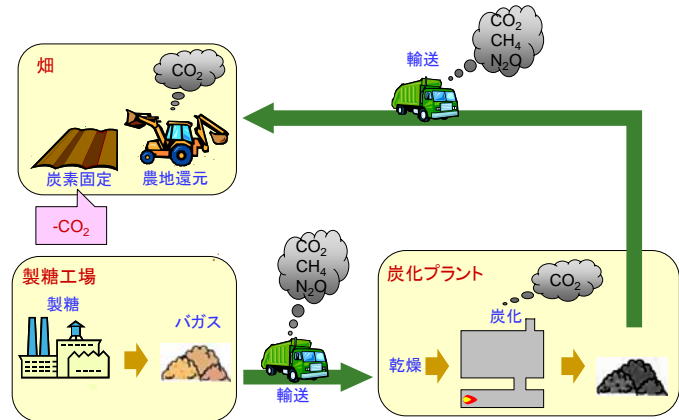 畑
CO₂
炭素固定
農地還元
-CO₂
輸送
CO₂
CH₄
N₂O
製糖工場
製糖
バガス
CO₂
CH₄
N₂O
輸送
炭化プラント
CO₂
炭化
乾燥